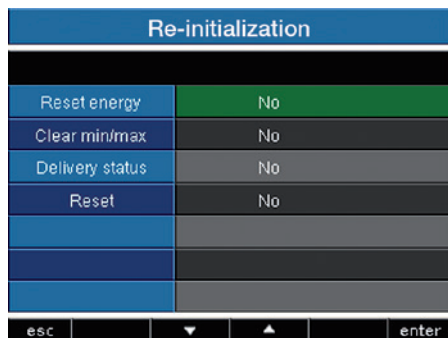 Re-initialization
Reset energy No
Clear min/max No
Delivery status No
Reset No
esc ▼ ▲ enter